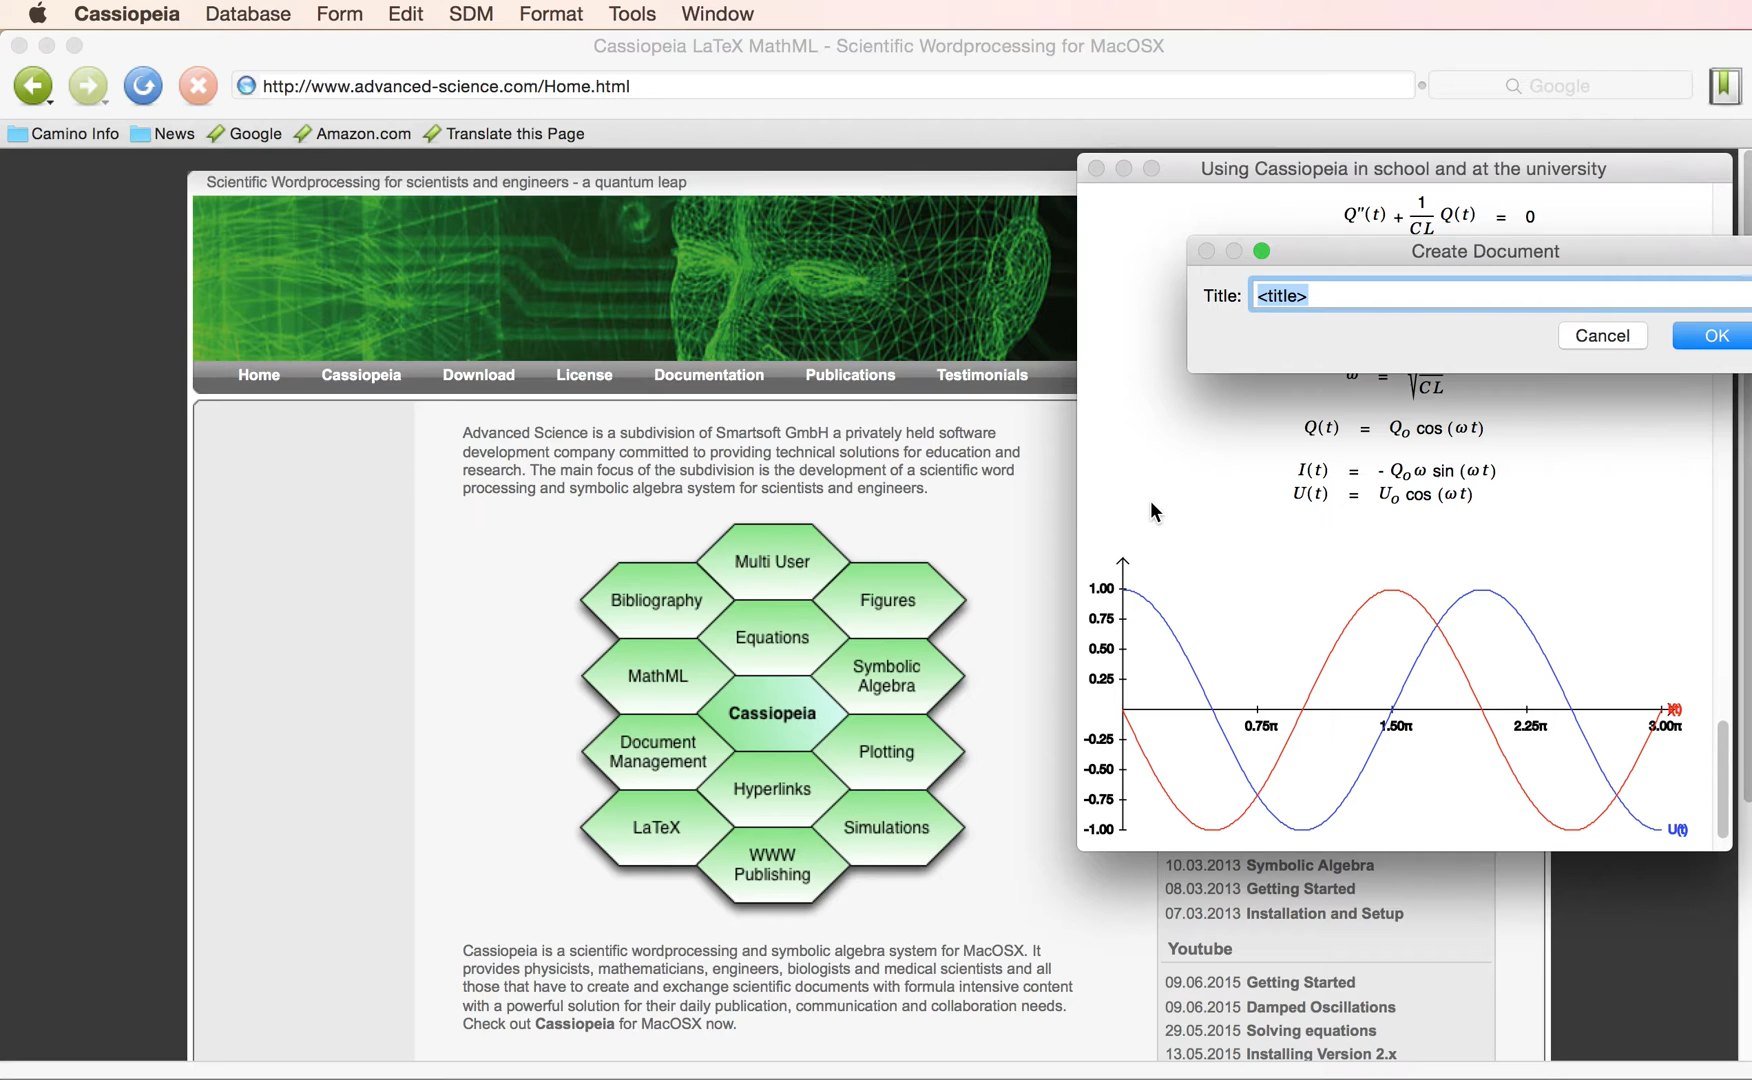 Cassiopeia Database Form Edit SDM Format Tools Window
Cassiopeia LaTeX MathML - Scientific Wordprocessing for MacOSX
http://www.advanced-science.com/Home.html
Google
Camino Info News Google Amazon.com Translate this Page
Scientific Wordprocessing for scientists and engineers - a quantum leap
Home Cassiopeia Download License Documentation Publications Testimonials
Advanced Science is a subdivision of Smartsoft GmbH a privately held software
development company committed to providing technical solutions for education and
research. The main focus of the subdivision is the development of a scientific word
processing and symbolic algebra system for scientists and engineers.
Multi User
Bibliography
Figures
Equations
MathML
Symbolic
Algebra
Cassiopeia
Document
Management
Plotting
Hyperlinks
LaTeX
Simulations
WWW
Publishing
Cassiopeia is a scientific wordprocessing and symbolic algebra system for MacOSX. It
provides physicists, mathematicians, engineers, biologists and medical scientists and all
those that have to create and exchange scientific documents with formula intensive content
with a powerful solution for their daily publication, communication and collaboration needs.
Check out Cassiopeia for MacOSX now.
Using Cassiopeia in school and at the university
Q"(t) + 1/CL Q(t) = 0
Create Document
Title: <title>
Cancel OK
ω = √CL
Q(t) = Q₀ cos (ωt)
I(t) = - Q₀ω sin (ωt)
U(t) = U₀ cos (ωt)
1.00
0.75
0.50
0.25
0.75π 1.50π 2.25π 3.00π
-0.25
-0.50
-0.75
-1.00
U(t)
10.03.2013 Symbolic Algebra
08.03.2013 Getting Started
07.03.2013 Installation and Setup
Youtube
09.06.2015 Getting Started
09.06.2015 Damped Oscillations
29.05.2015 Solving equations
13.05.2015 Installing Version 2.x